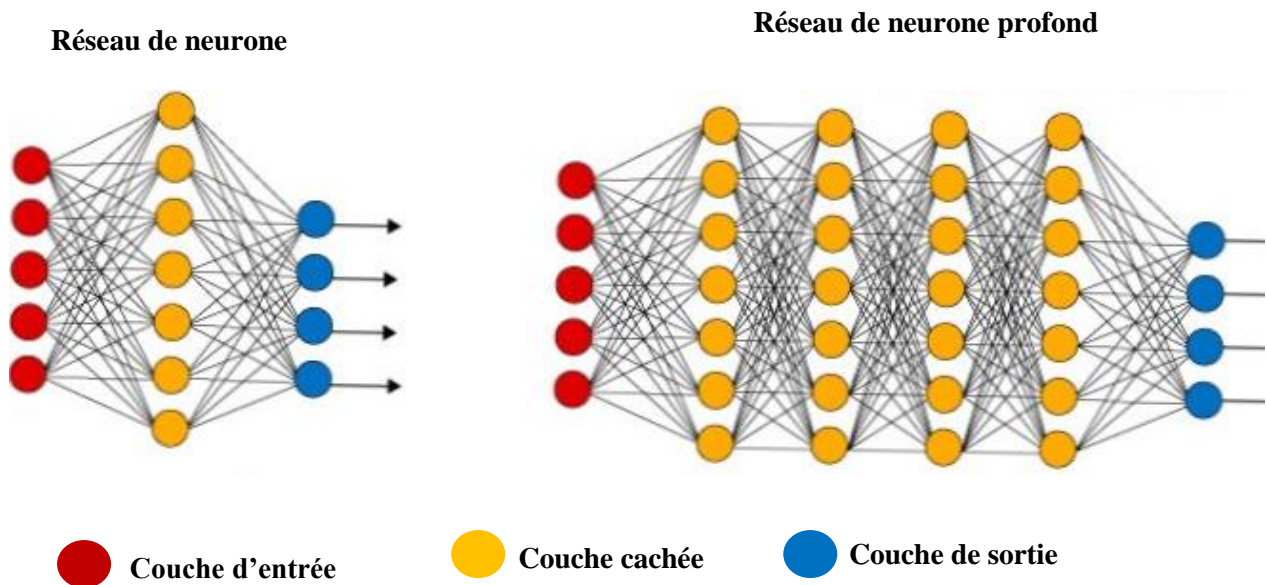 Réseau de neurone
Réseau de neurone profond
Couche d'entrée
Couche cachée
Couche de sortie